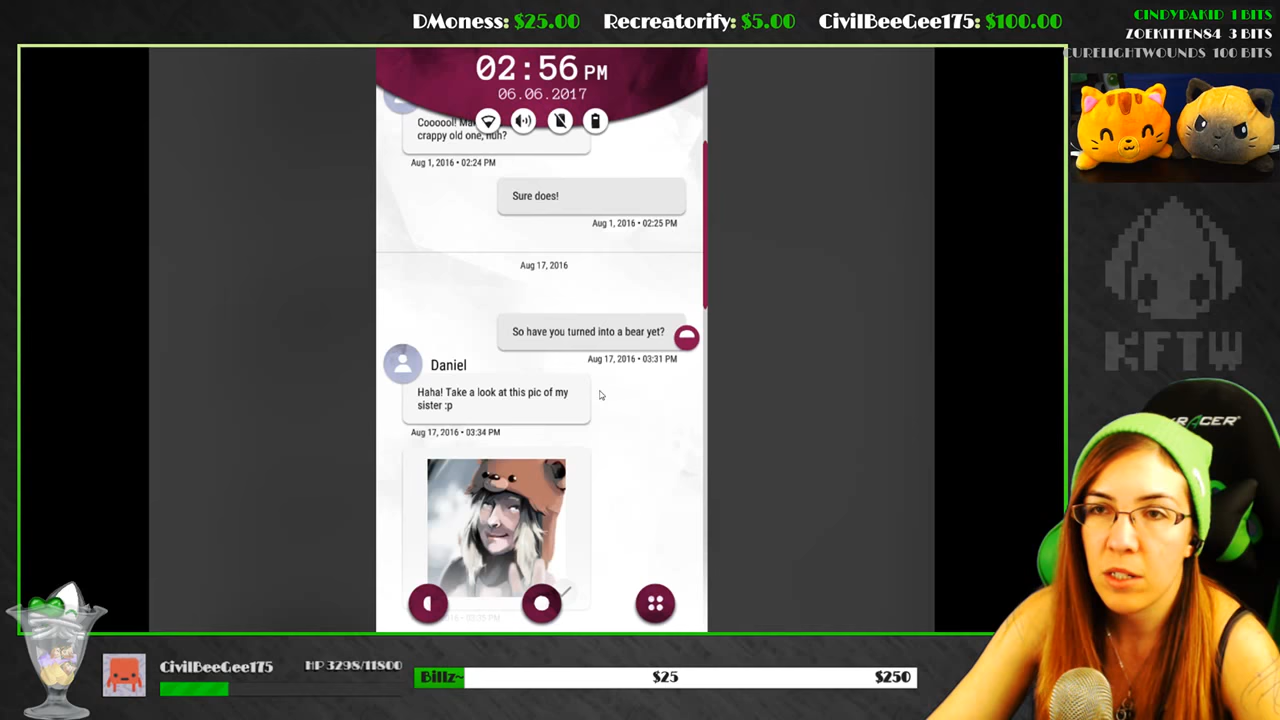 DMoness: $25.00 Recreatorify: $5.00 CivilBeeGee175: $100.00
CINDYDAKID 1 BITS
ZOEKITTEN84 3 BITS
CURELIGHTWOUNDS 100 BITS
02:56 PM
06.06.2017
Coooool!
crappy old one, huh?
Aug 1, 2016 • 02:24 PM
Sure does!
Aug 1, 2016 • 02:25 PM
Aug 17, 2016
So have you turned into a bear yet?
Aug 17, 2016 • 03:31 PM
Daniel
Haha! Take a look at this pic of my
sister :p
Aug 17, 2016 • 03:34 PM
KFTW
RACER
CivilBeeGee175 HP 3298/11800
Billz~ $25 $250